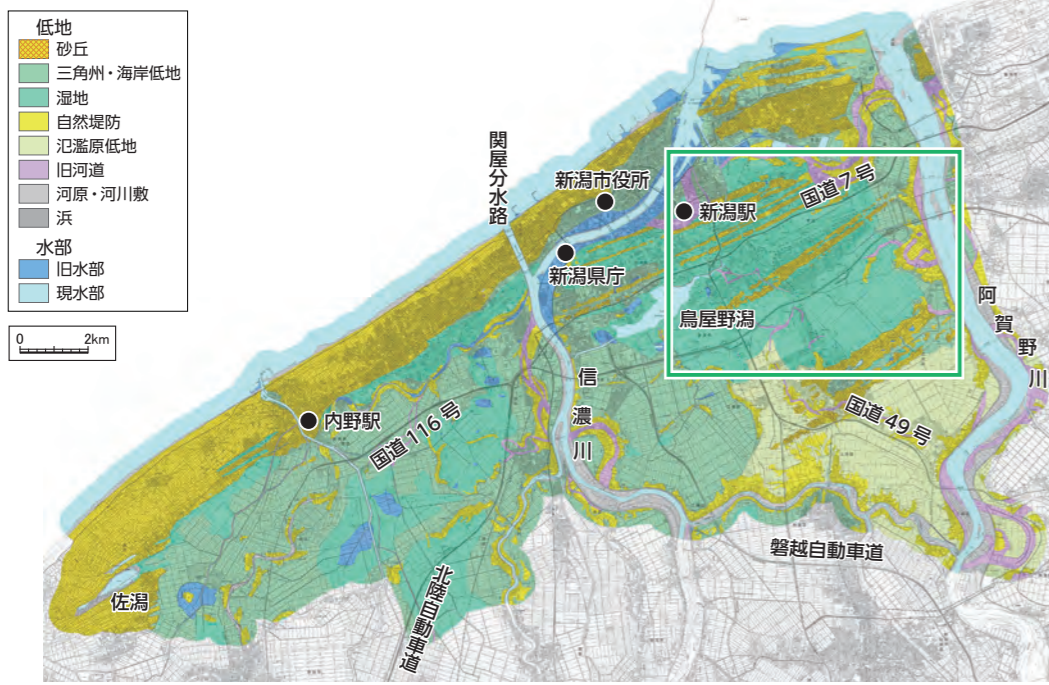 低地
砂丘
三角州・海岸低地
湿地
自然堤防
氾濫原低地
旧河道
河原・河川敷
浜
水部
旧水部
現水部
0 2km
関屋分水路
新潟市役所
新潟駅
国道7号
新潟県庁
鳥屋野潟
阿賀野川
信濃川
内野駅
国道116号
国道49号
磐越自動車道
北陸自動車道
佐潟